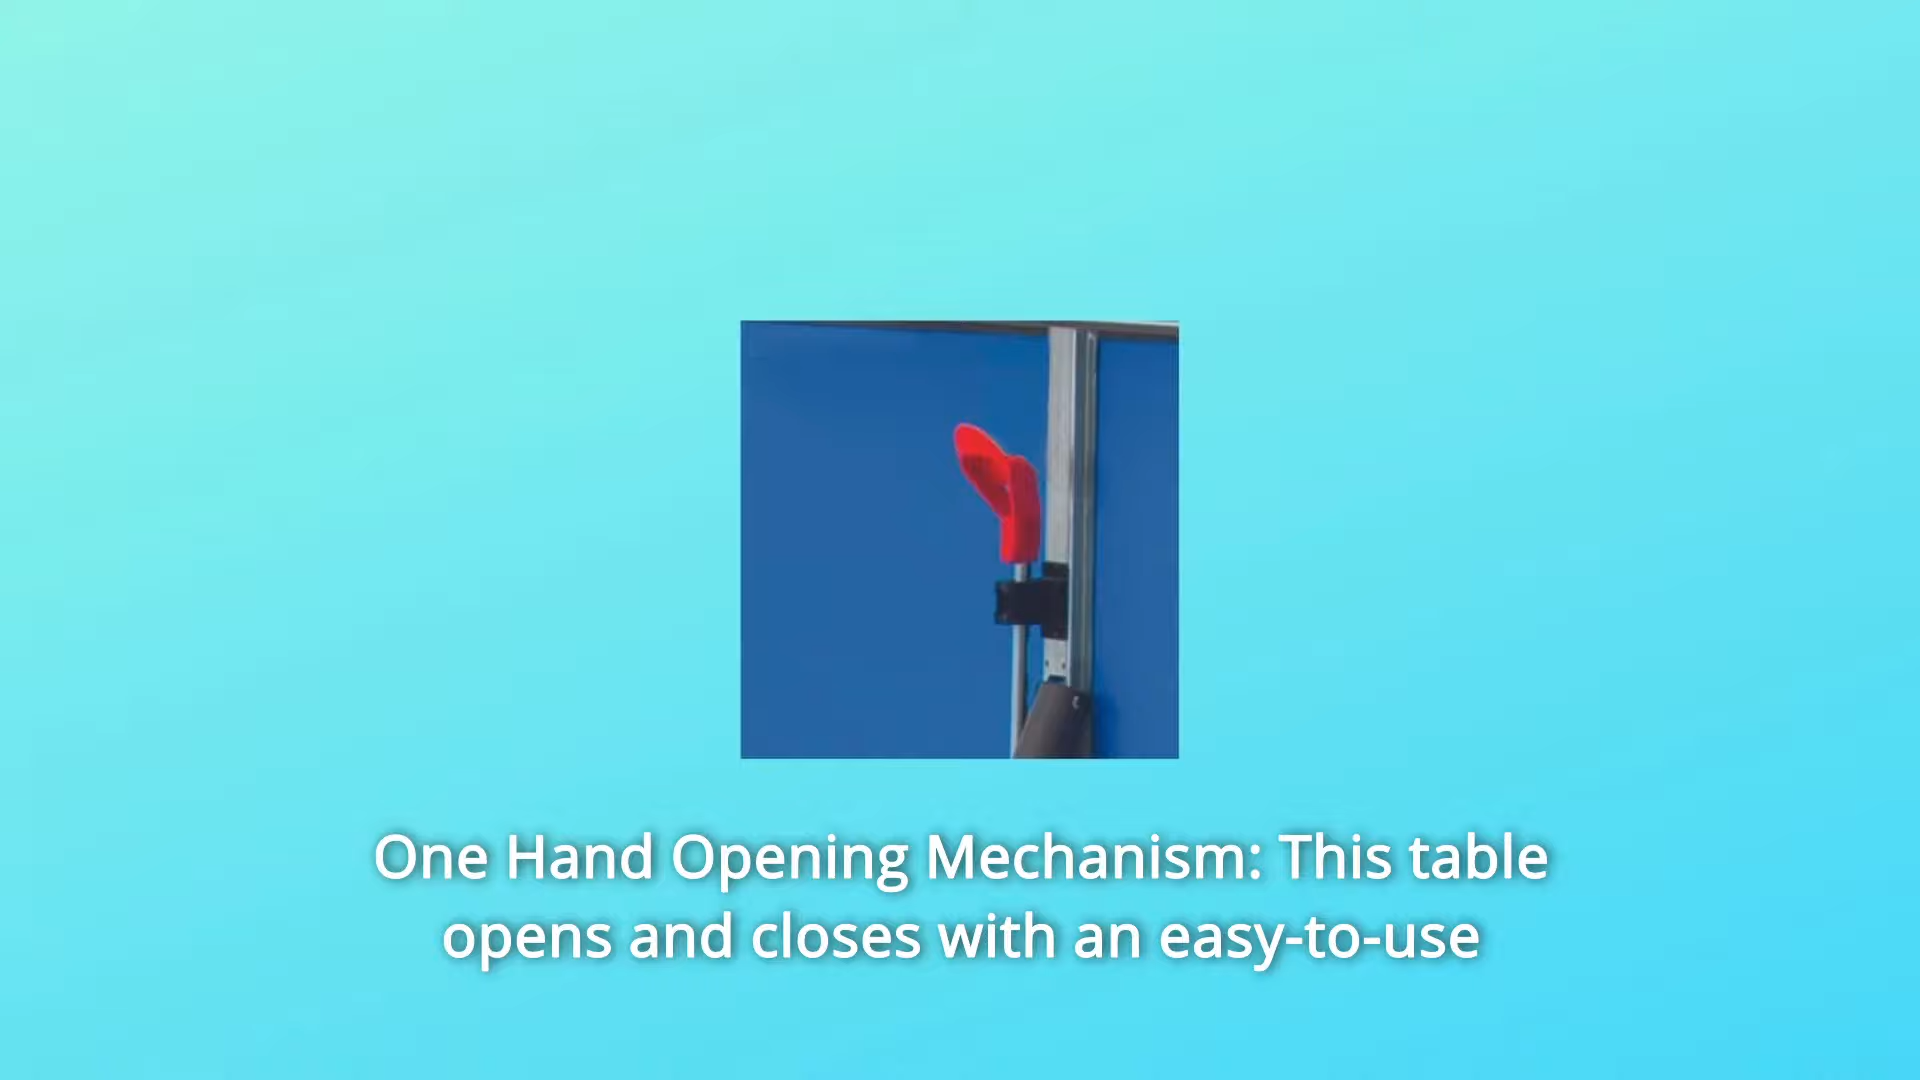 One Hand Opening Mechanism: This table
opens and closes with an easy-to-use